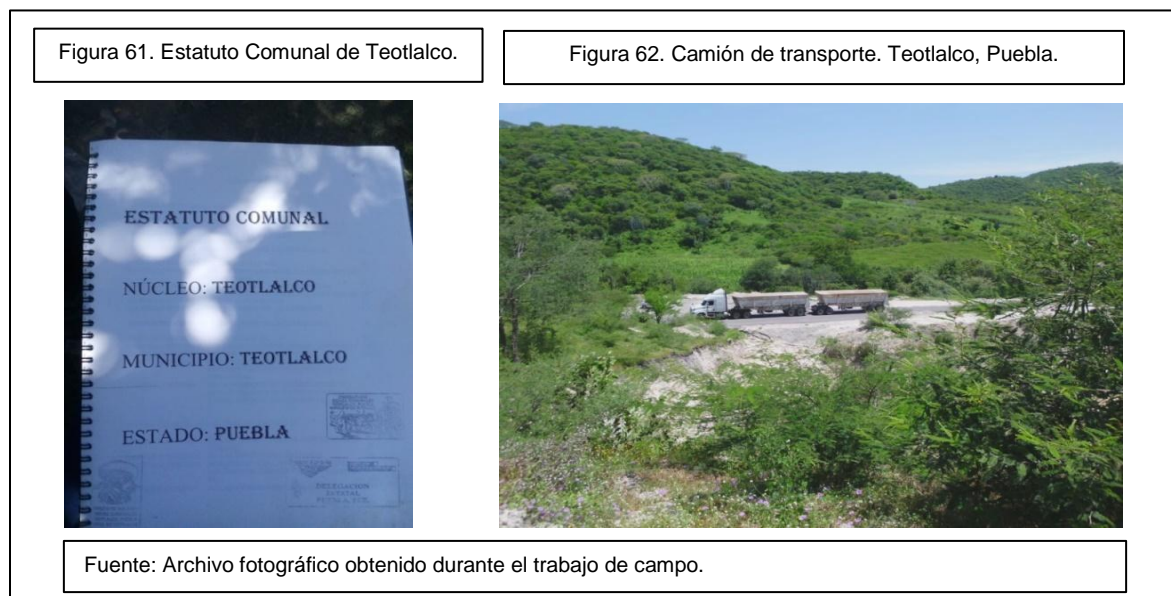 Figura 61. Estatuto Comunal de Teotlalco.
Figura 62. Camión de transporte. Teotlalco, Puebla.
ESTATUTO COMUNAL
NÚCLEO: TEOTLALCO
MUNICIPIO: TEOTLALCO
ESTADO: PUEBLA
DELEGACION
ESTATAL
Fuente: Archivo fotográfico obtenido durante el trabajo de campo.